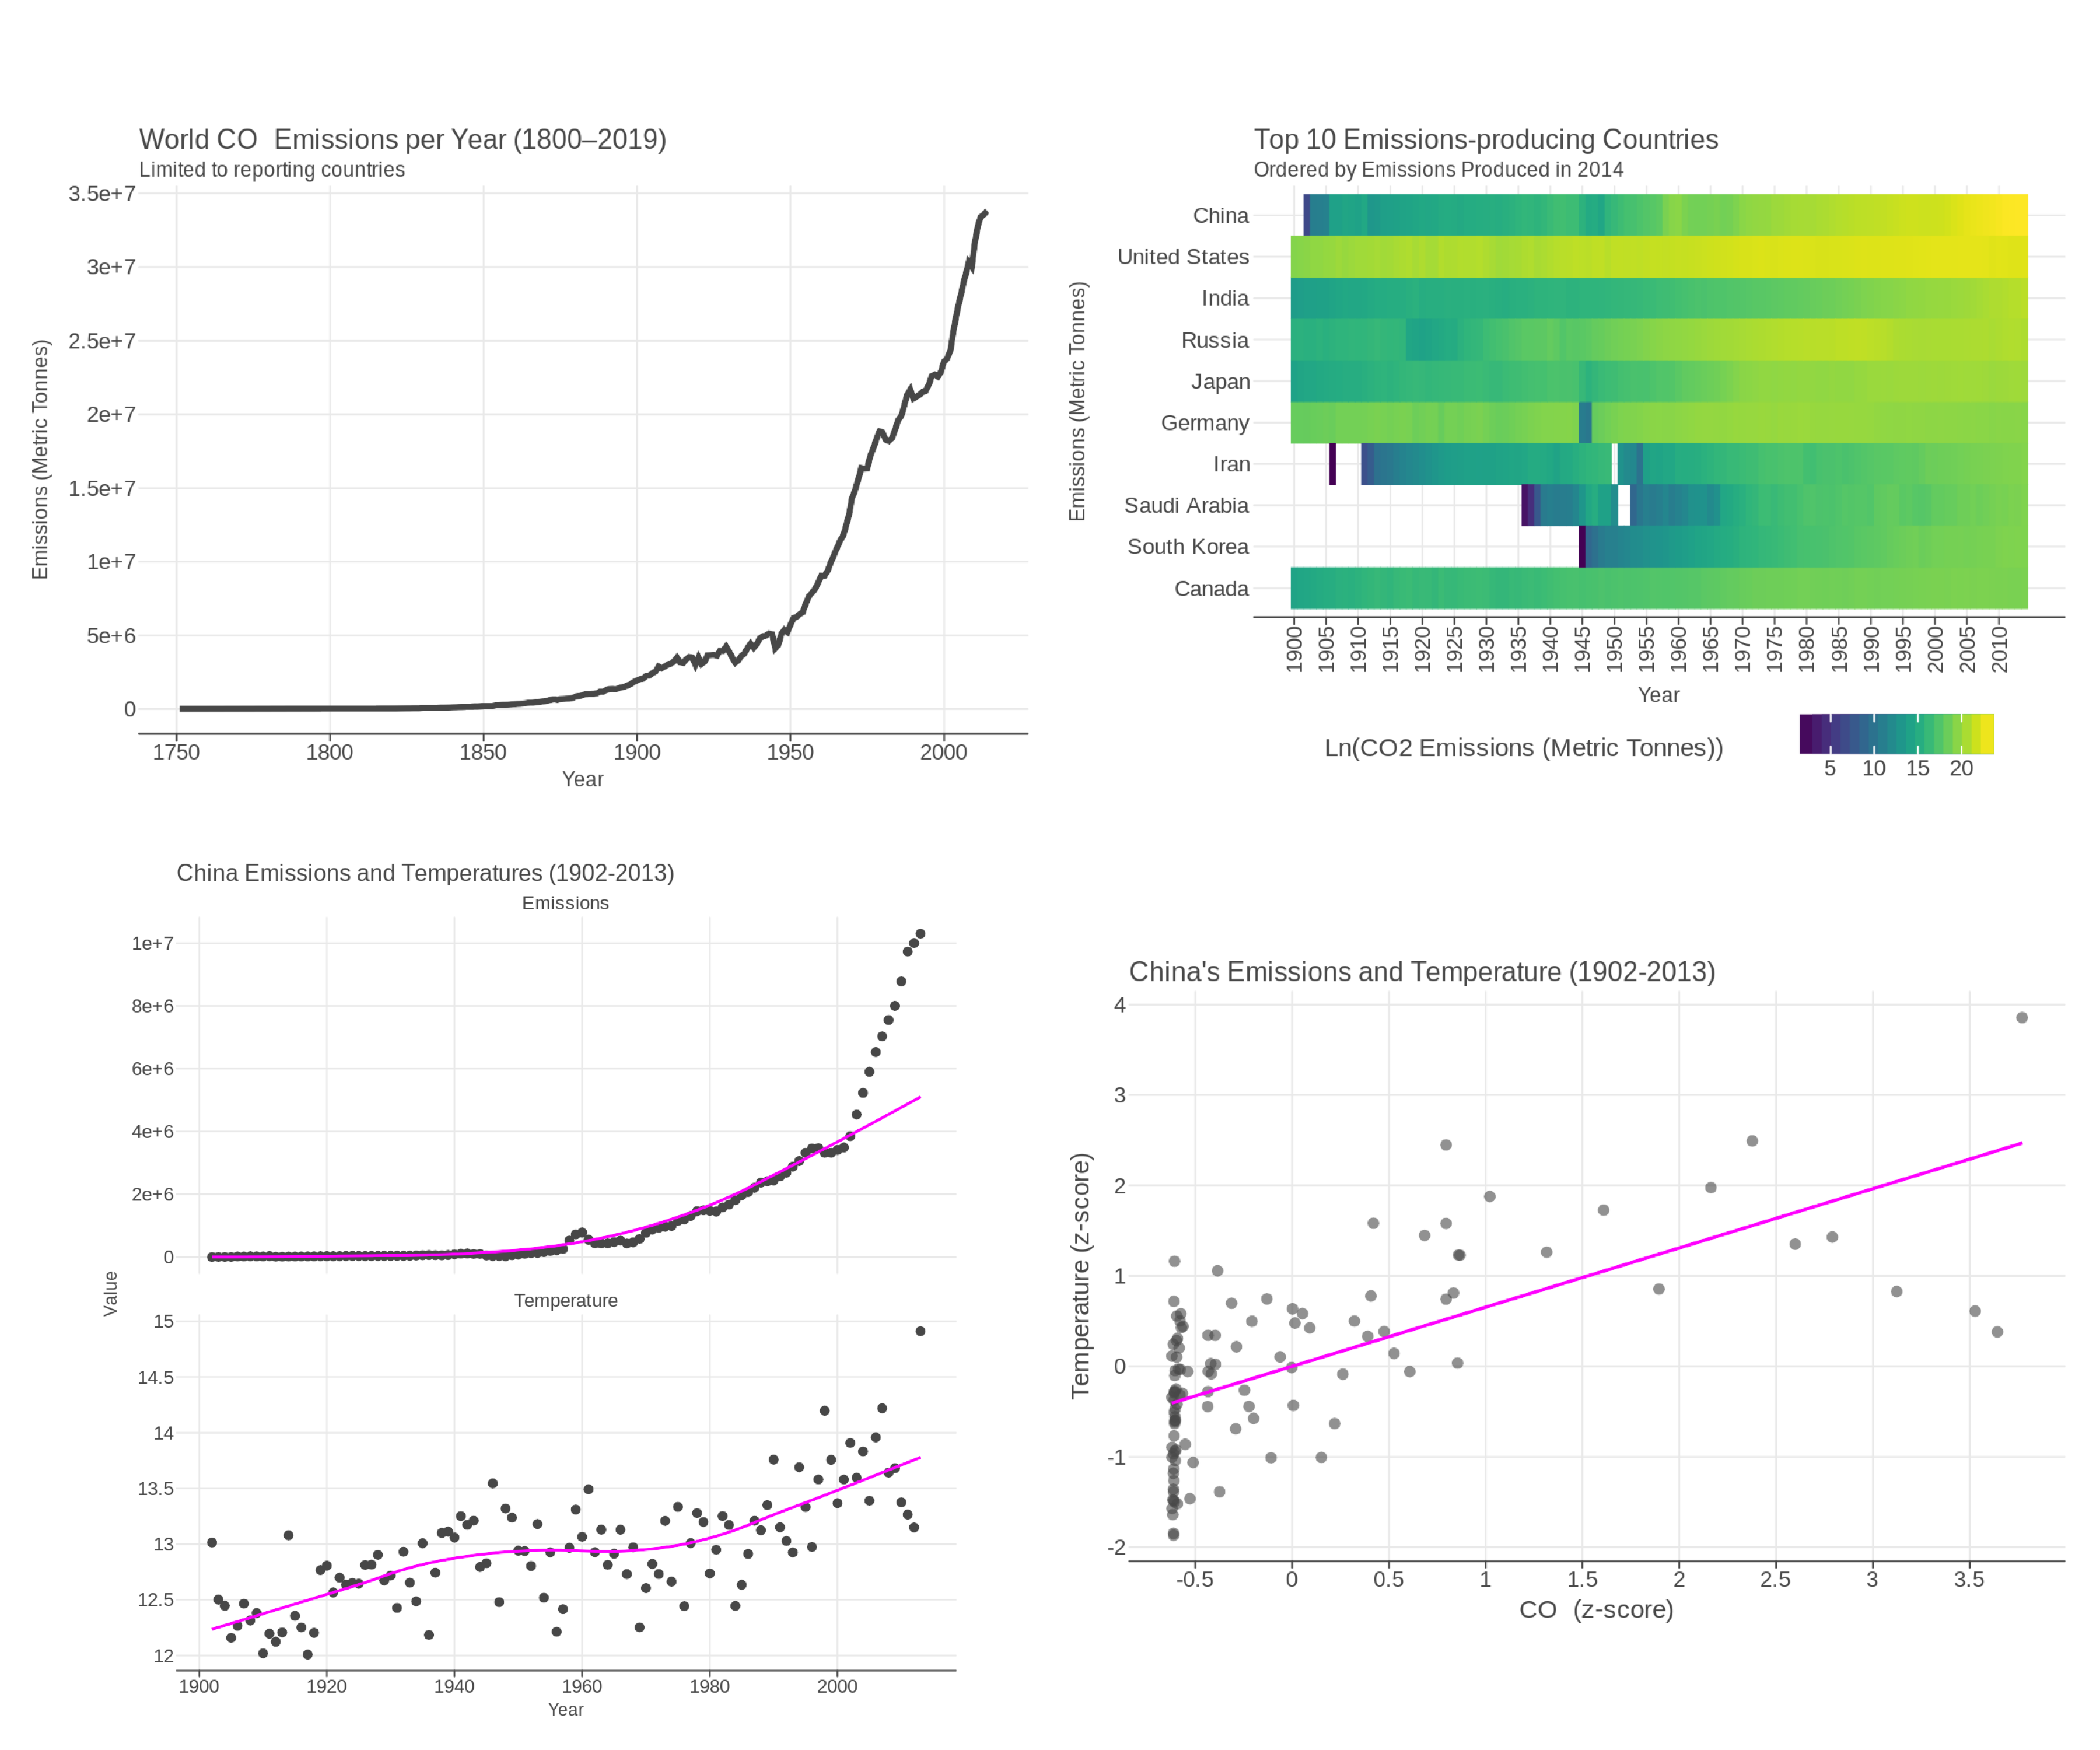 World CO  Emissions per Year (1800–2019)
Limited to reporting countries
3.5e+7
3e+7
2.5e+7
2e+7
1.5e+7
1e+7
5e+6
0
Emissions (Metric Tonnes)
1750 1800 1850 1900 1950 2000
Year
Top 10 Emissions-producing Countries
Ordered by Emissions Produced in 2014
Emissions (Metric Tonnes)
China
United States
India
Russia
Japan
Germany
Iran
Saudi Arabia
South Korea
Canada
1900 1905 1910 1915 1920 1925 1930 1935 1940 1945 1950 1955 1960 1965 1970 1975 1980 1985 1990 1995 2000 2005 2010
Year
Ln(CO2 Emissions (Metric Tonnes))
5 10 15 20
China Emissions and Temperatures (1902-2013)
Emissions
1e+7
8e+6
6e+6
4e+6
2e+6
0
Value
Temperature
15
14.5
14
13.5
13
12.5
12
1900 1920 1940 1960 1980 2000
Year
China's Emissions and Temperature (1902-2013)
4
3
2
1
0
-1
-2
Temperature (z-score)
-0.5 0 0.5 1 1.5 2 2.5 3 3.5
CO  (z-score)